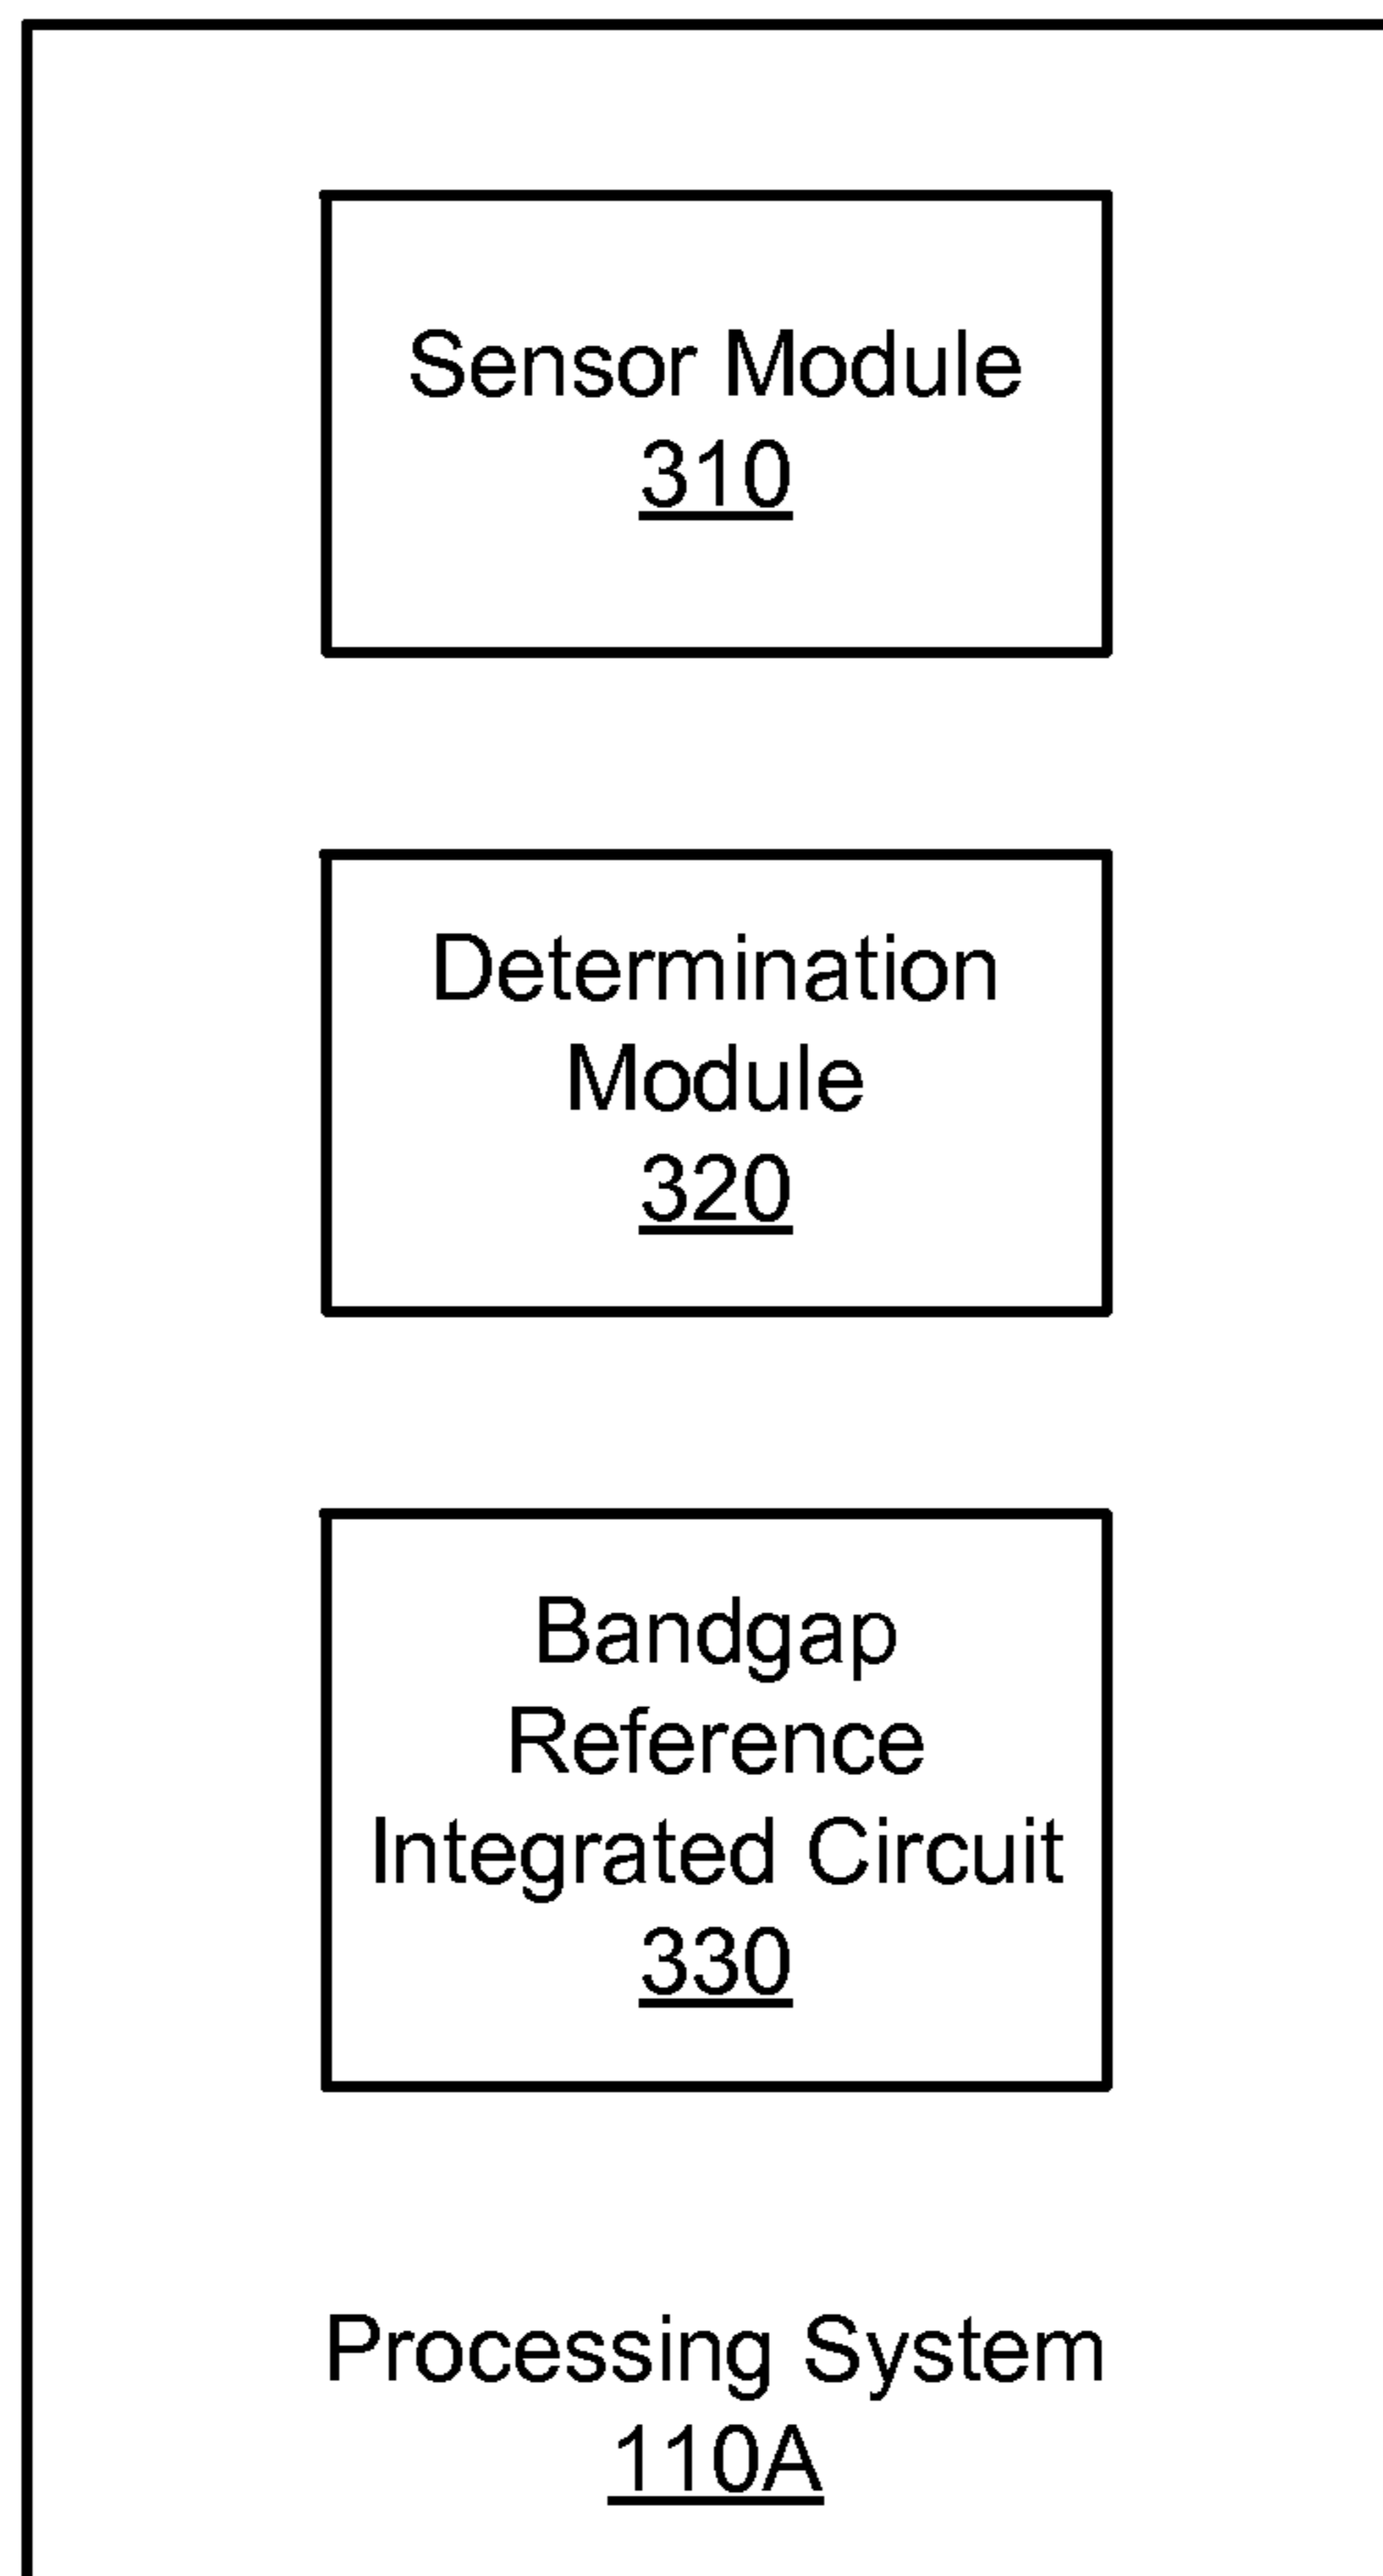 Sensor Module
310
Determination
Module
320
Bandgap
Reference
Integrated Circuit
330
Processing System
110A